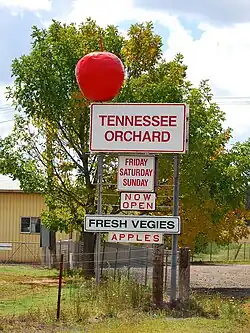 TENNESSEE
ORCHARD
FRIDAY
SATURDAY
SUNDAY
NOW
OPEN
FRESH VEGIES
APPLES